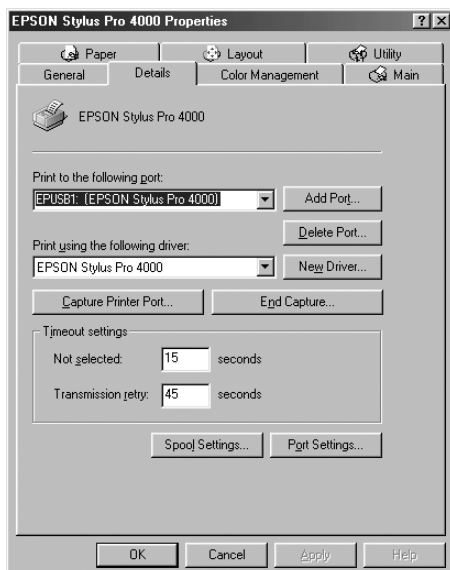 EPSON Stylus Pro 4000 Properties
Paper Layout Utility
General Details Color Management Main
EPSON Stylus Pro 4000
Print to the following port:
EPUSB1: (EPSON Stylus Pro 4000) Add Port...
Delete Port...
Print using the following driver:
EPSON Stylus Pro 4000 New Driver...
Capture Printer Port... End Capture...
Timeout settings
Not selected: 15 seconds
Transmission retry: 45 seconds
Spool Settings... Port Settings...
OK Cancel Apply Help